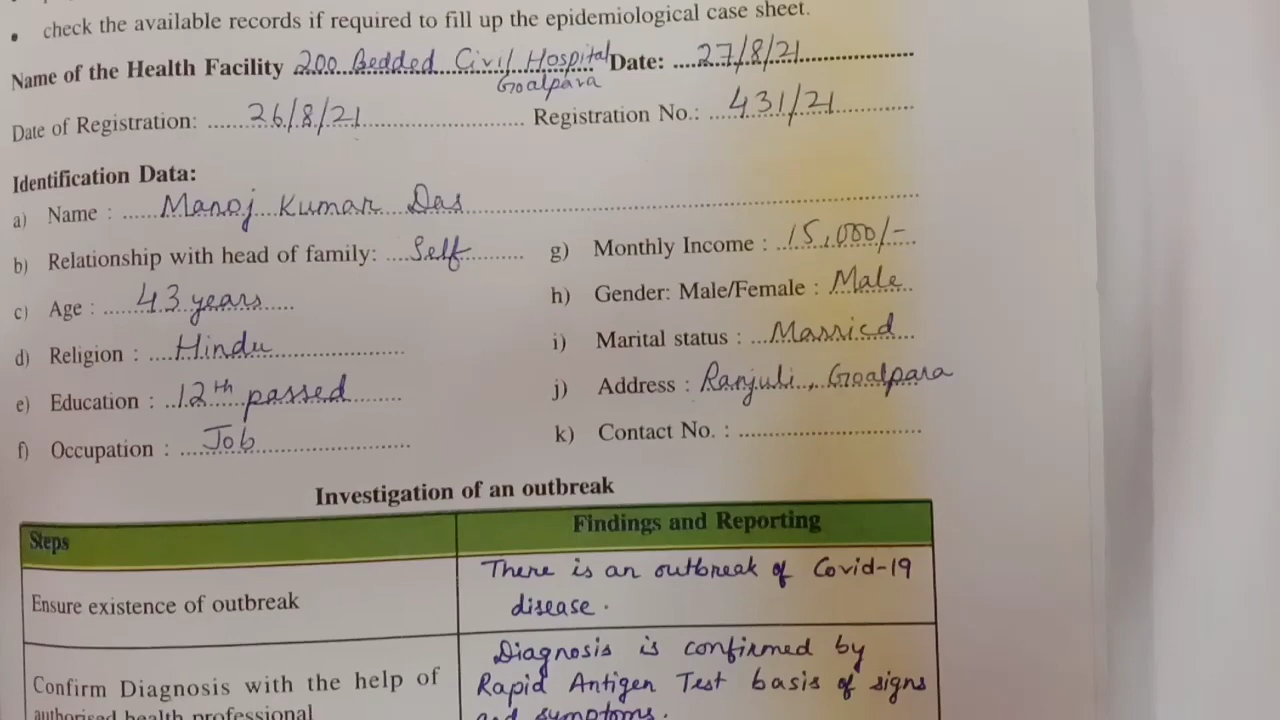 • check the available records if required to fill up the epidemiological case sheet.
Name of the Health Facility 200 Bedded Civil Hospital Date: 27/8/21
Goalpara
Date of Registration: 26/8/21 Registration No.: 431/21
Identification Data:
a) Name : Manoj Kumar Das
b) Relationship with head of family: Self g) Monthly Income : 15,000/-
c) Age : 43 years h) Gender: Male/Female : Male
d) Religion : Hindu i) Marital status : Married
e) Education : 12th passed j) Address : Ranjuli, Goalpara
f) Occupation : Job k) Contact No. :
Investigation of an outbreak
Steps Findings and Reporting
Ensure existence of outbreak There is an outbreak of Covid-19
disease.
Confirm Diagnosis with the help of
authorised health professional
Diagnosis is confirmed by
Rapid Antigen Test basis of signs
and symptoms.